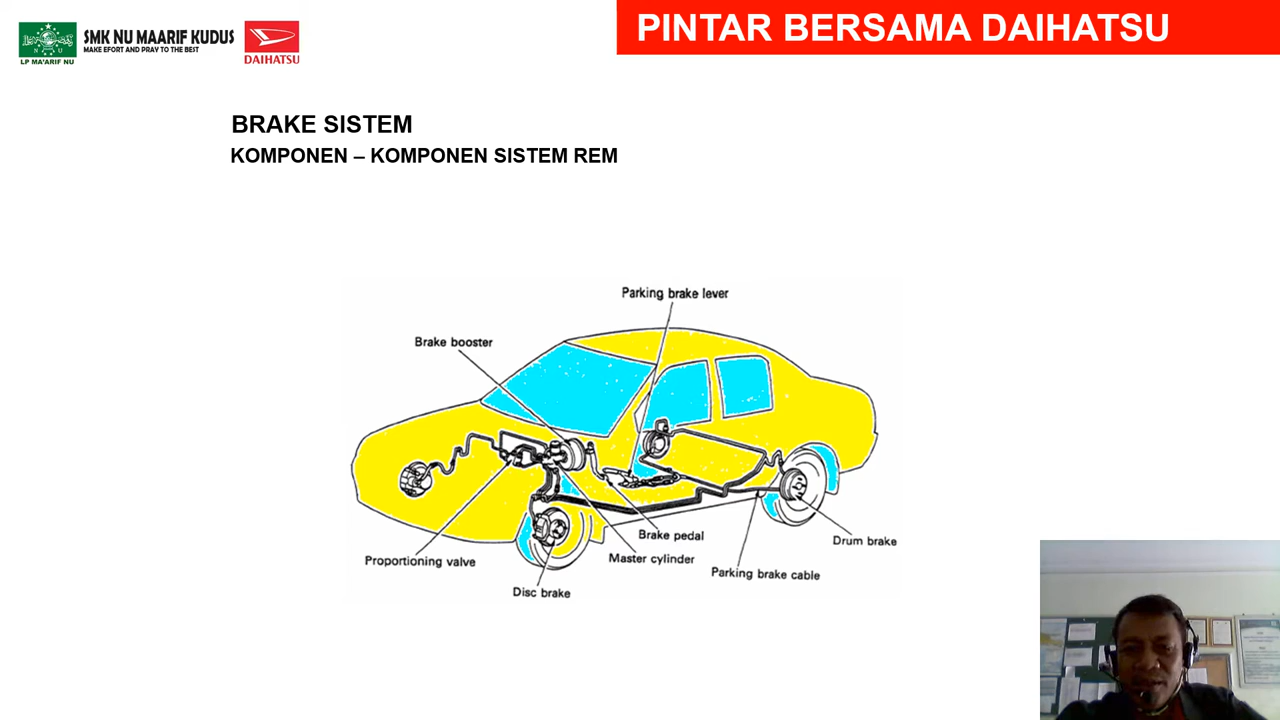 SMK NU MAARIF KUDUS
MAKE EFORT AND PRAY TO THE BEST
N U
LP MA'ARIF NU
DAIHATSU
PINTAR BERSAMA DAIHATSU
BRAKE SISTEM
KOMPONEN – KOMPONEN SISTEM REM
Parking brake lever
Brake booster
Brake pedal
Drum brake
Master cylinder
Proportioning valve
Parking brake cable
Disc brake